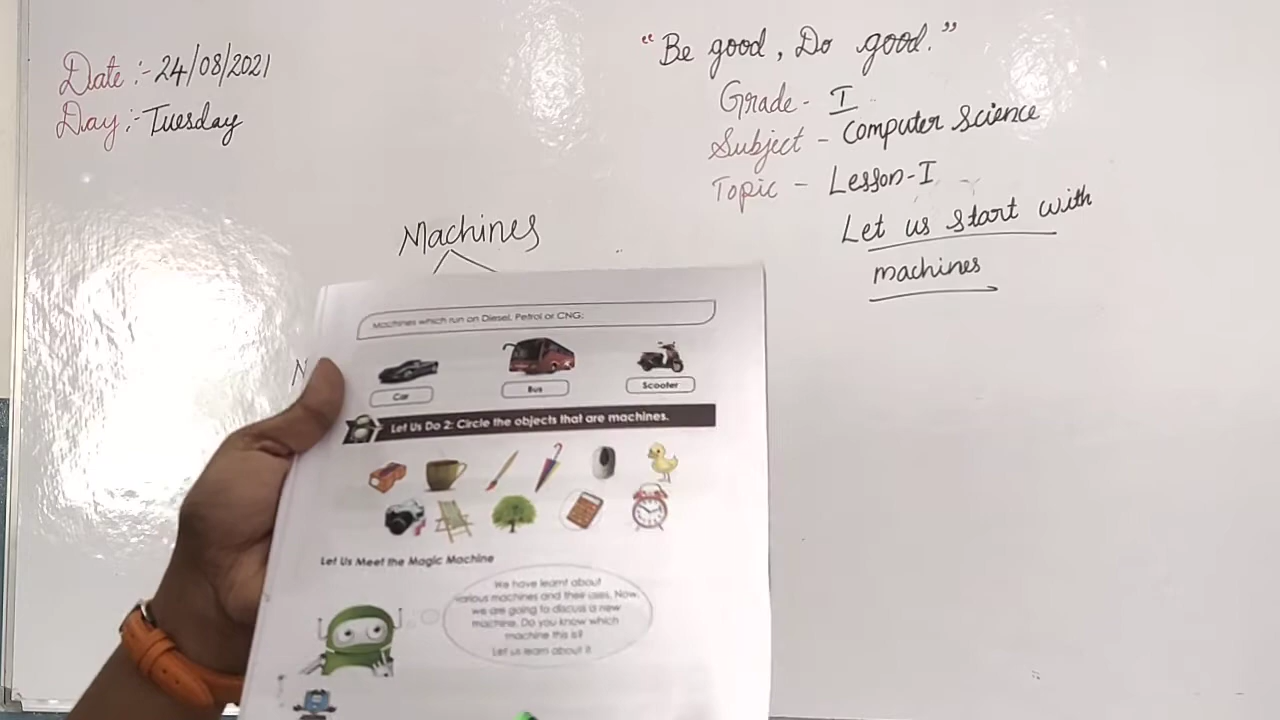 Date :- 24/08/2021
Day :- Tuesday
"Be good, Do good."
Grade - I
Subject - Computer Science
Topic - Lesson-I
Let us start with
machines
Machines
N
Machines which run on Diesel, Petrol or CNG:
Car
Bus
Scooter
Let Us Do 2: Circle the objects that are machines.
Let Us Meet the Magic Machine
We have learnt about
various machines and their uses. Now,
we are going to discuss a new
machine. Do you know which
machine this is?
Let us learn about it.